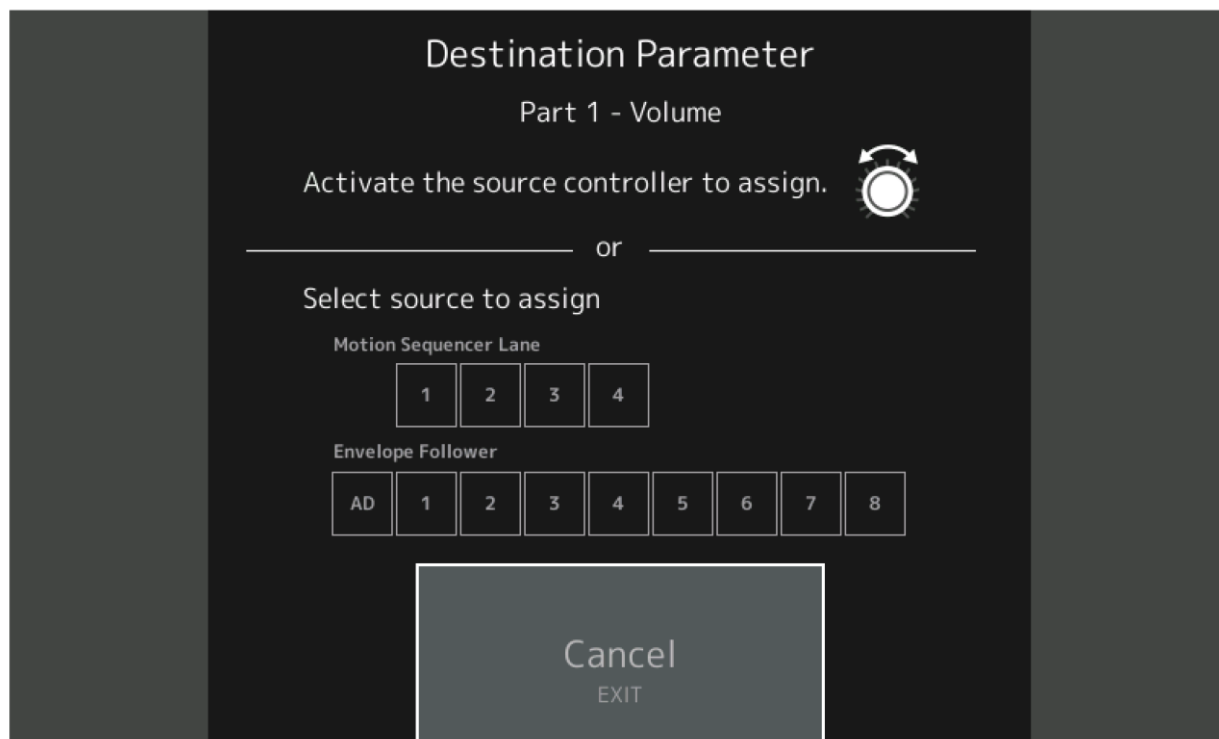 Destination Parameter
Part 1 - Volume
Activate the source controller to assign.
or
Select source to assign
Motion Sequencer Lane
1 2 3 4
Envelope Follower
AD 1 2 3 4 5 6 7 8
Cancel
EXIT